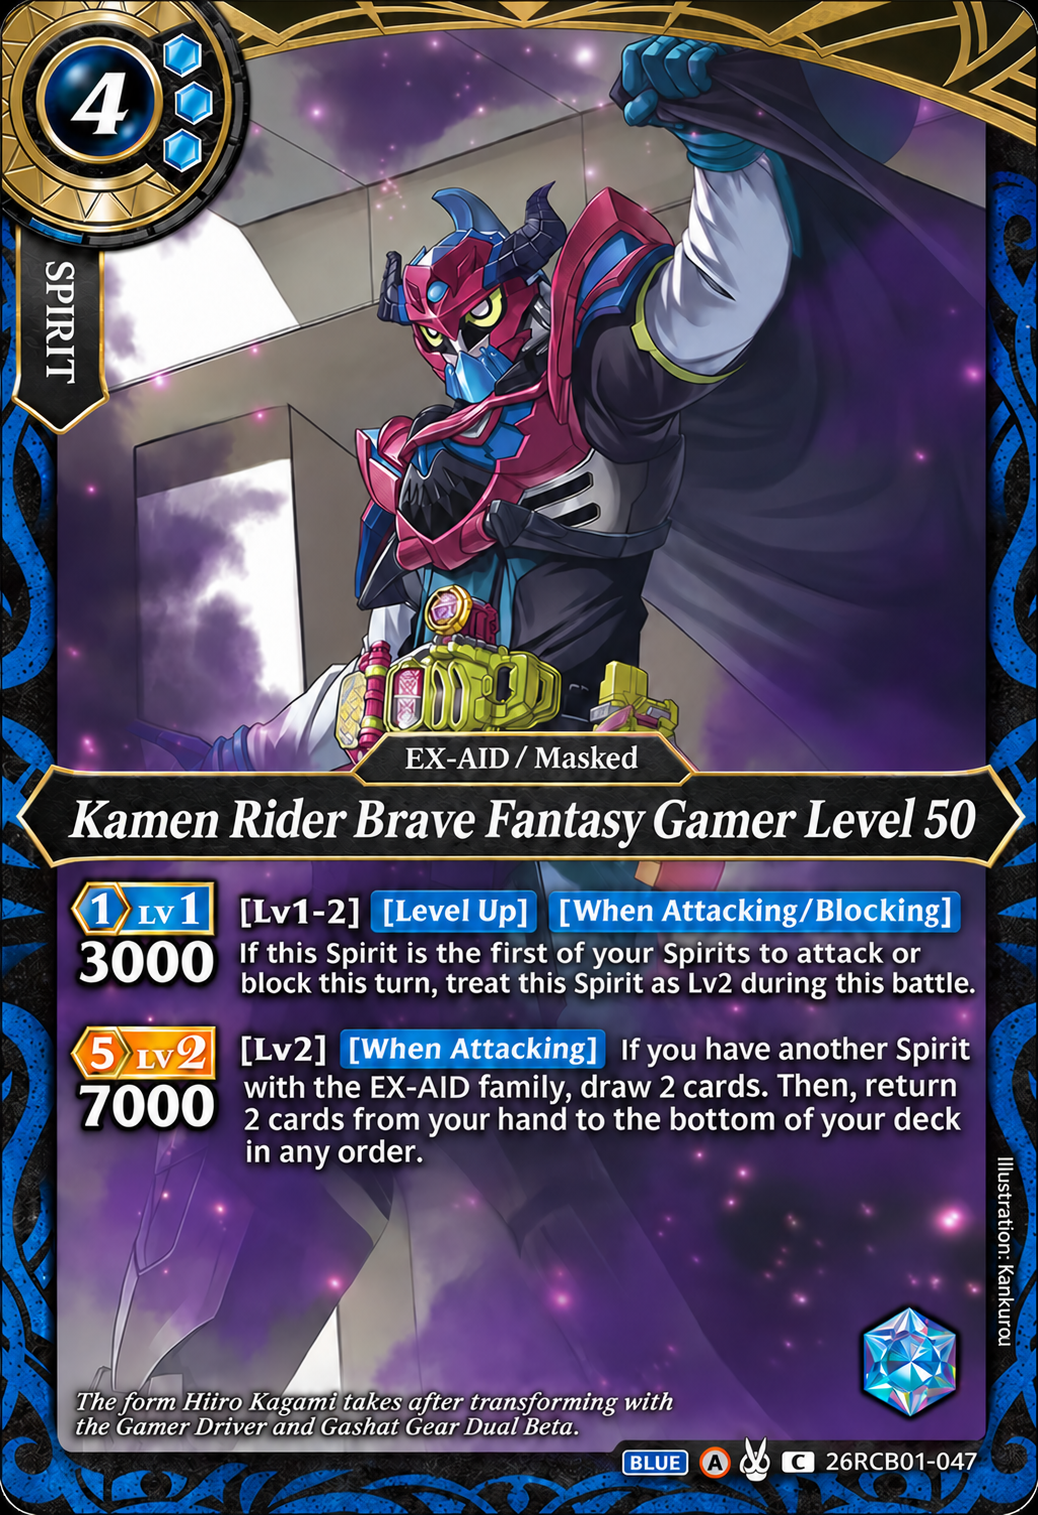 4
SPIRIT
EX-AID / Masked
Kamen Rider Brave Fantasy Gamer Level 50
1 LV 1
3000
[Lv1-2] [Level Up] [When Attacking/Blocking]
If this Spirit is the first of your Spirits to attack or
block this turn, treat this Spirit as Lv2 during this battle.
5 LV 2
7000
[Lv2] [When Attacking] If you have another Spirit
with the EX-AID family, draw 2 cards. Then, return
2 cards from your hand to the bottom of your deck
in any order.
Illustration: Kankurou
The form Hiiro Kagami takes after transforming with
the Gamer Driver and Gashat Gear Dual Beta.
BLUE A C 26RCB01-047